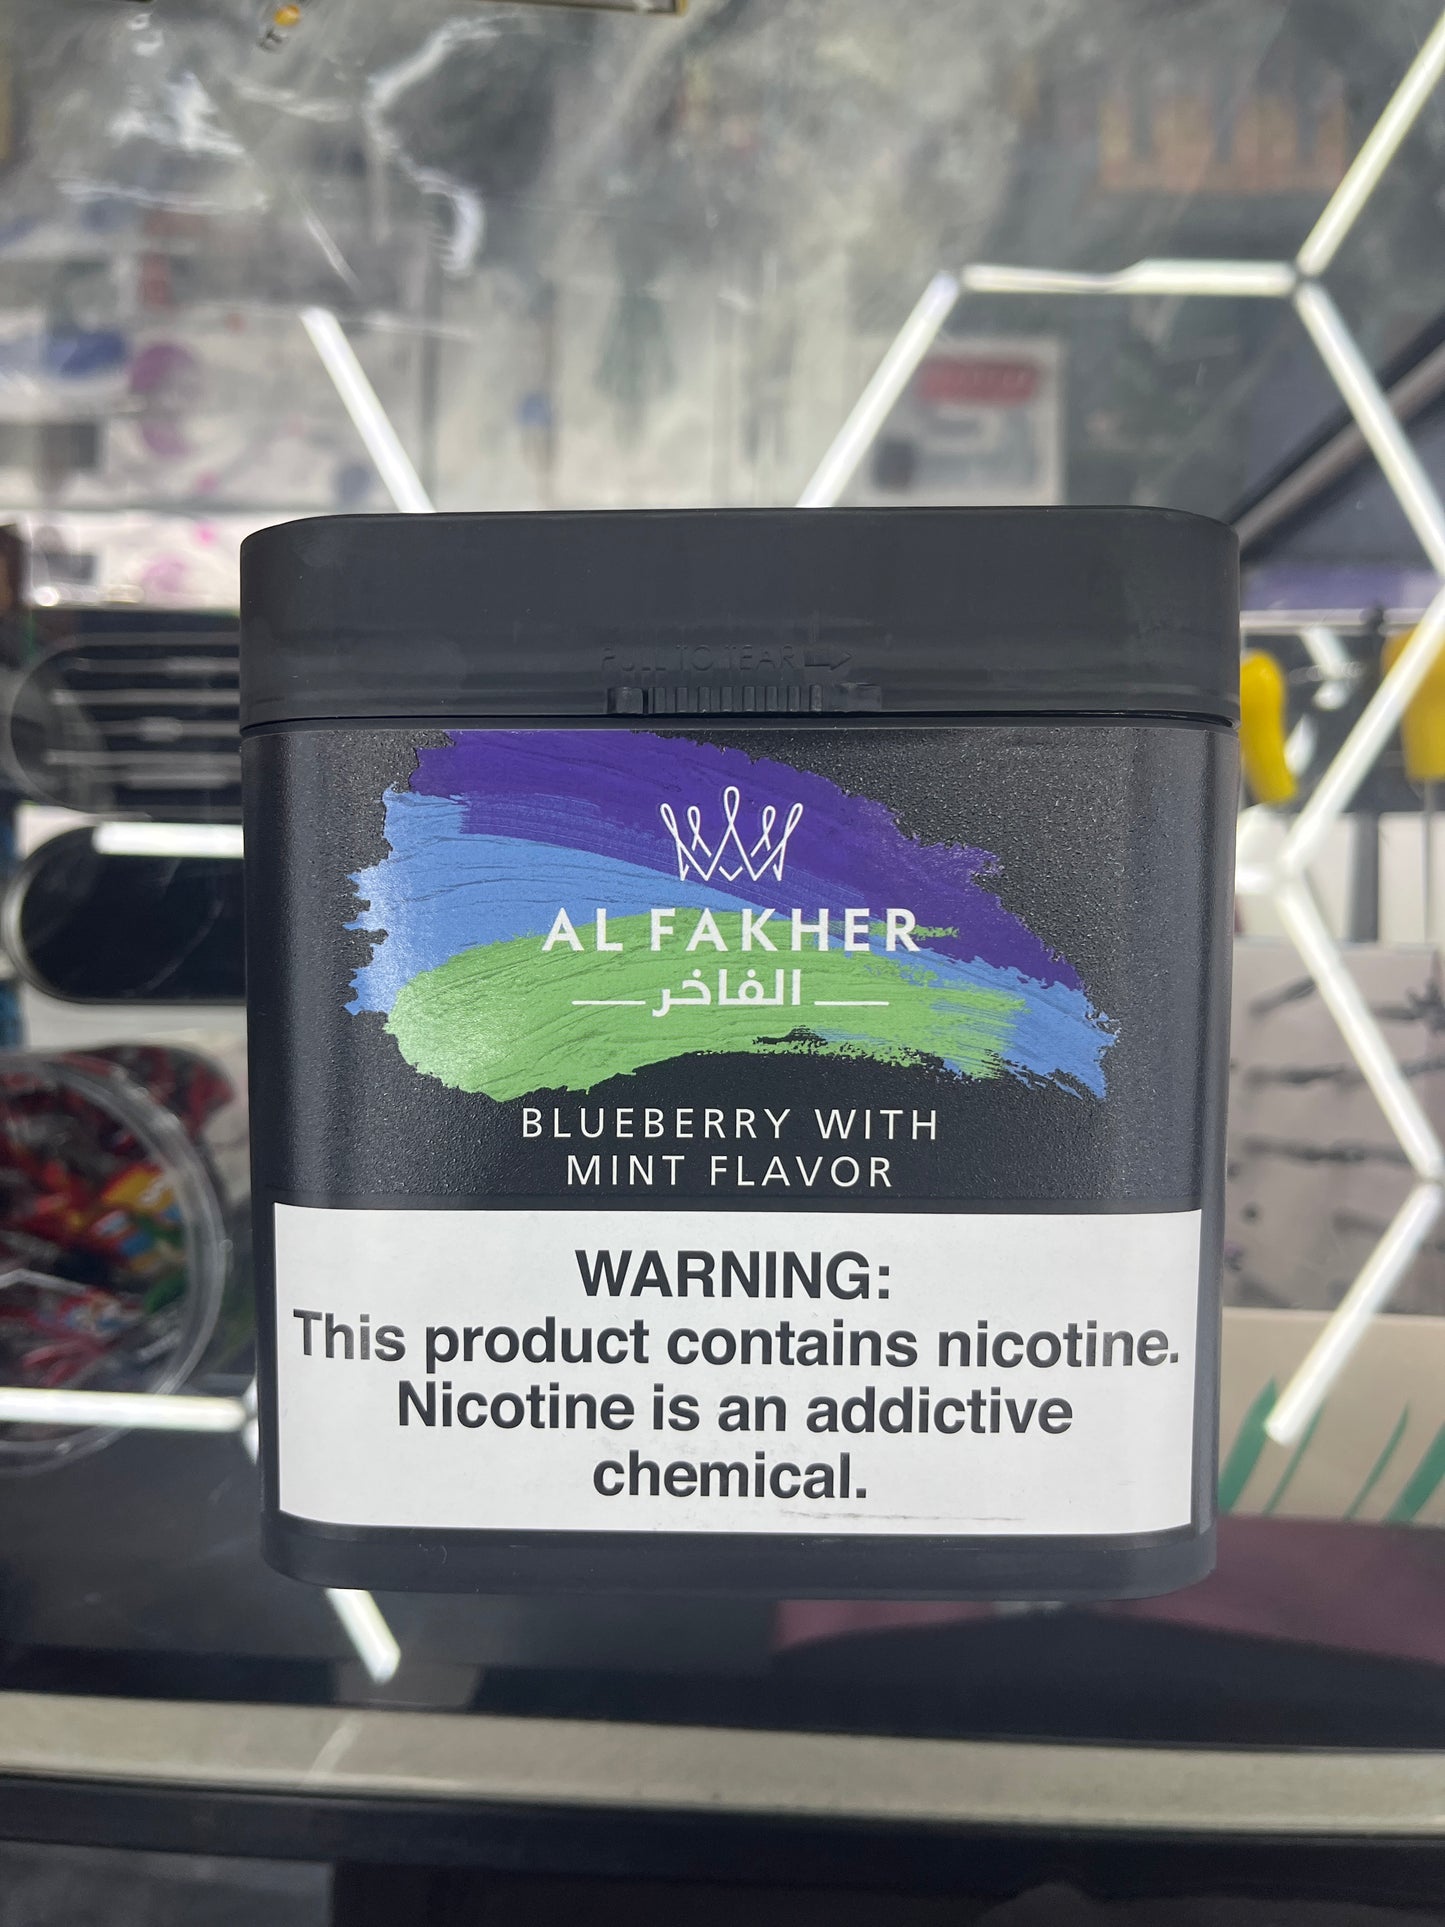 PULL TO TEAR
AL FAKHER
الفاخر
BLUEBERRY WITH
MINT FLAVOR
WARNING:
This product contains nicotine.
Nicotine is an addictive
chemical.